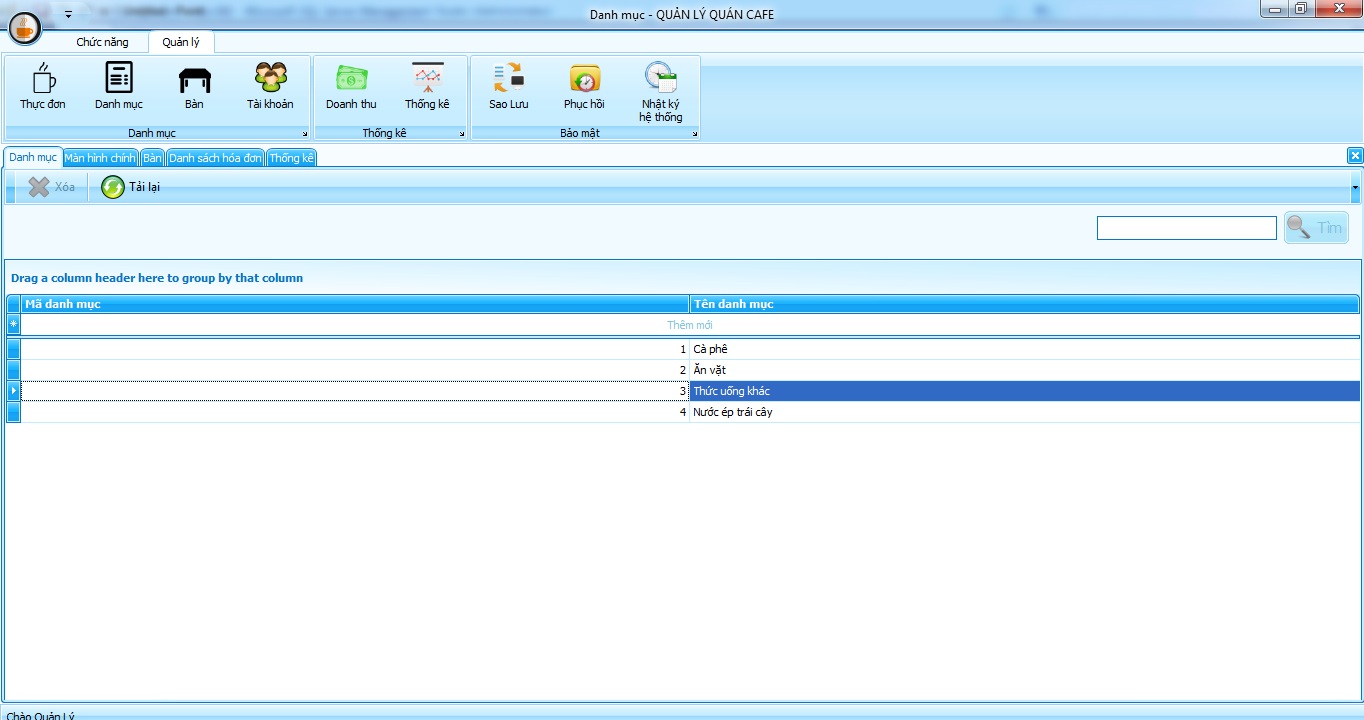 Danh mục - QUẢN LÝ QUÁN CAFE
Chức năng Quản lý
Thực đơn Danh mục Bàn Tài khoản Doanh thu Thống kê Sao Lưu Phục hồi Nhật ký
hệ thống
Danh mục Thống kê Bảo mật
Danh mục Màn hình chính Bàn Danh sách hóa đơn Thống kê
Xóa Tải lại
Tìm
Drag a column header here to group by that column
Mã danh mục Tên danh mục
Thêm mới
1 Cà phê
2 Ăn vặt
3 Thức uống khác
4 Nước ép trái cây
Chào Quản Lý